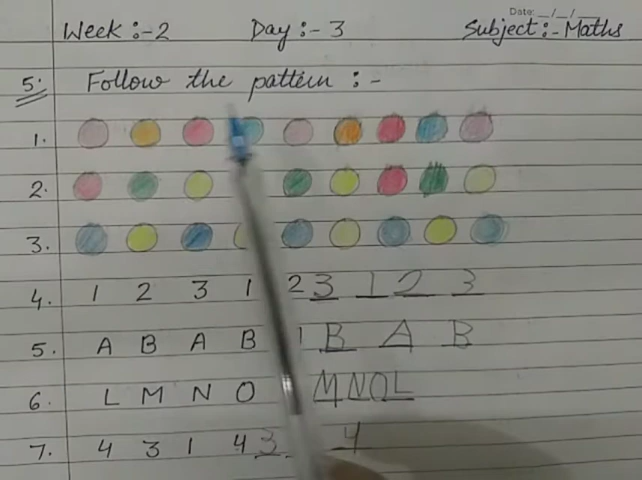 Date: __/__/__
Week :- 2 Day :- 3 Subject :- Maths
5. Follow the pattern :-
1.
2.
3.
4. 1 2 3 1 2 3 1 2 3
5. A B A B B A B
6. L M N O M N O L
7. 4 3 1 4 3 4